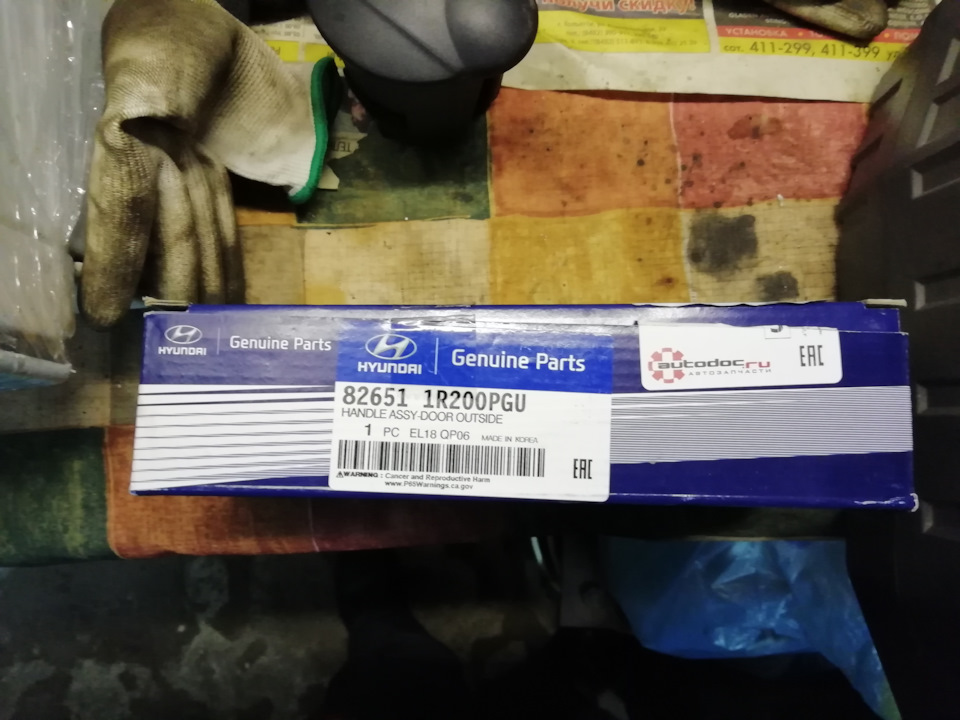 учи скидку!
УСТАНОВКА
сот. 411-299, 411-399
HYUNDAI | Genuine Parts
HYUNDAI | Genuine Parts
autodoc.ru
АВТОЗАПЧАСТИ
EAC
82651 1R200PGU
HANDLE ASSY-DOOR OUTSIDE
1 PC EL18 QP06 MADE IN KOREA
EAC
WARNING : Cancer and Reproductive Harm
www.P65Warnings.ca.gov